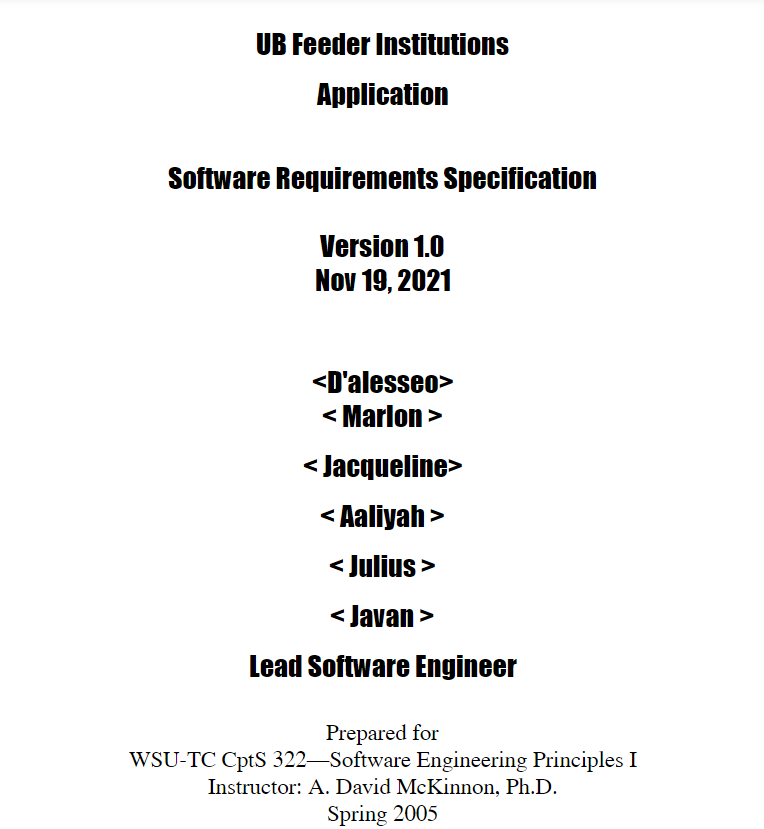 UB Feeder Institutions
Application
Software Requirements Specification
Version 1.0
Nov 19, 2021
<D'alesseo>
< Marlon >
< Jacqueline>
< Aaliyah >
< Julius >
< Javan >
Lead Software Engineer
Prepared for
WSU-TC CptS 322—Software Engineering Principles I
Instructor: A. David McKinnon, Ph.D.
Spring 2005